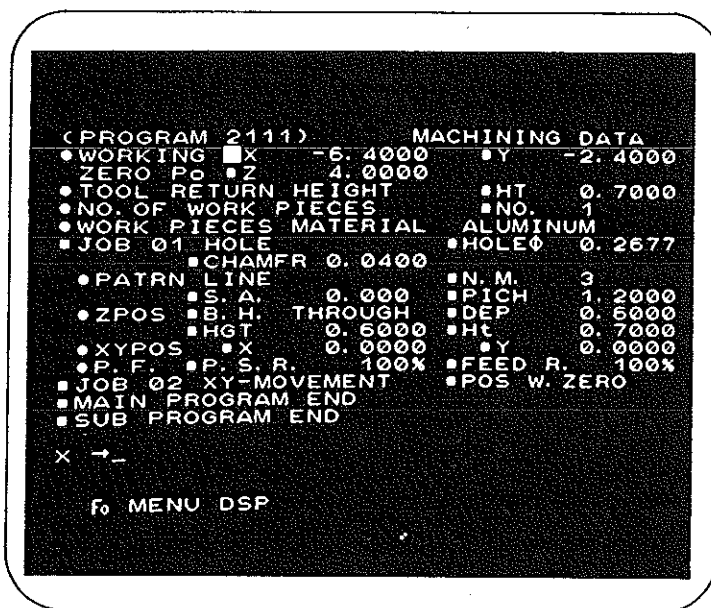 (PROGRAM 2111) MACHINING DATA
●WORKING ■X -6.4000 ■Y -2.4000
ZERO Po ■Z 4.0000
●TOOL RETURN HEIGHT ■HT 0.7000
●NO. OF WORK PIECES ■NO. 1
●WORK PIECES MATERIAL ALUMINUM
■JOB 01 HOLE ■HOLEΦ 0.2677
■CHAMFR 0.0400
●PATRN LINE ■N.M. 3
■S.A. 0.000 ■PICH 1.2000
●ZPOS ■B.H. THROUGH ■DEP 0.6000
■HGT 0.6000 ■Ht 0.7000
●XYPOS ■X 0.0000 ■Y 0.0000
●P.F. ■P.S.R. 100% ■FEED R. 100%
■JOB 02 XY-MOVEMENT ■POS W.ZERO
■MAIN PROGRAM END
■SUB PROGRAM END
X →_
Fo MENU DSP